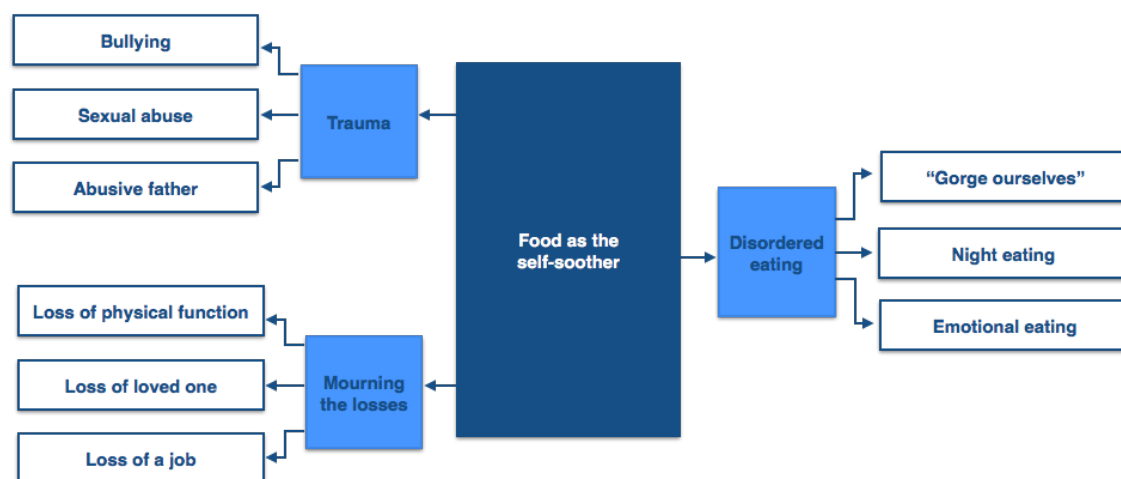 Bullying
Sexual abuse
Abusive father
Trauma
Loss of physical function
Loss of loved one
Loss of a job
Mourning
the losses
Food as the
self-soother
Disordered
eating
“Gorge ourselves”
Night eating
Emotional eating